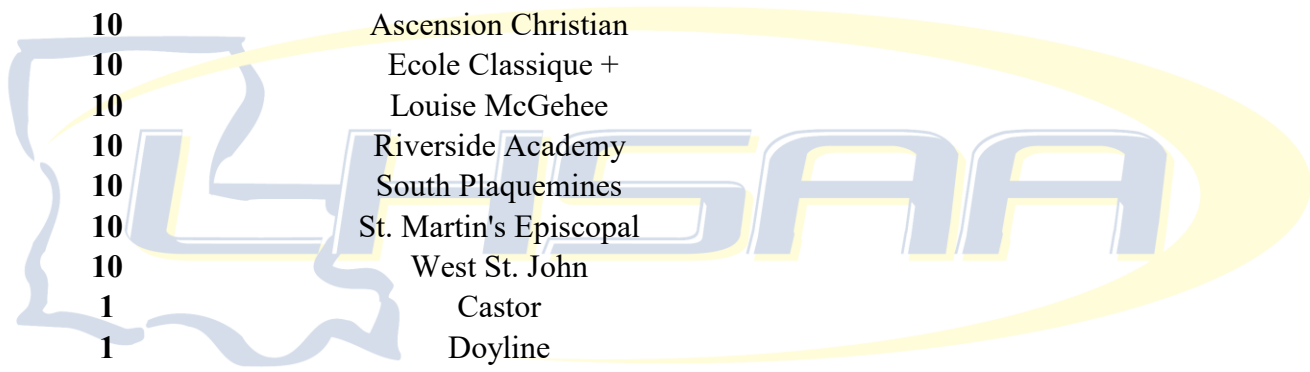 10 Ascension Christian
10 Ecole Classique +
10 Louise McGehee
10 Riverside Academy
10 South Plaquemines
10 St. Martin's Episcopal
10 West St. John
1 Castor
1 Doyline
LHSAA